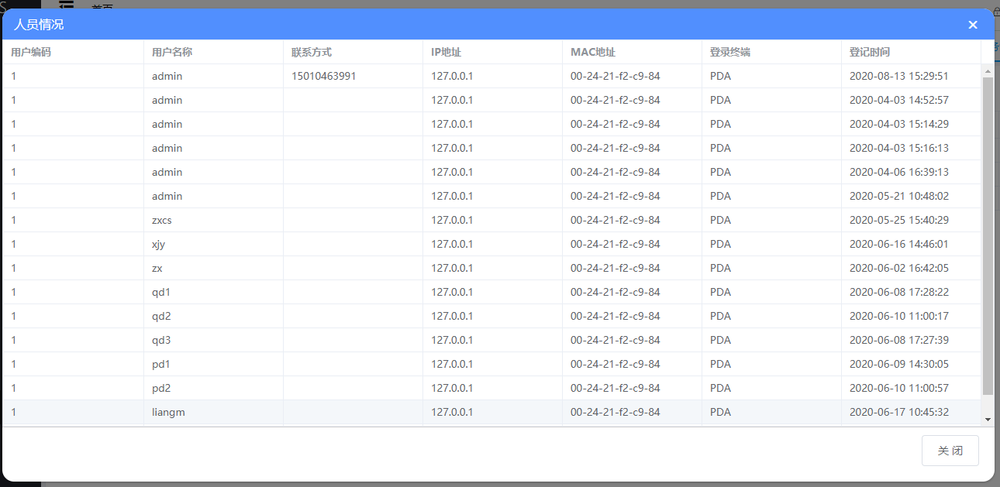 首页
人员情况
用户编码 用户名称 联系方式 IP地址 MAC地址 登录终端 登记时间
1 admin 15010463991 127.0.0.1 00-24-21-f2-c9-84 PDA 2020-08-13 15:29:51
1 admin 127.0.0.1 00-24-21-f2-c9-84 PDA 2020-04-03 14:52:57
1 admin 127.0.0.1 00-24-21-f2-c9-84 PDA 2020-04-03 15:14:29
1 admin 127.0.0.1 00-24-21-f2-c9-84 PDA 2020-04-03 15:16:13
1 admin 127.0.0.1 00-24-21-f2-c9-84 PDA 2020-04-06 16:39:13
1 admin 127.0.0.1 00-24-21-f2-c9-84 PDA 2020-05-21 10:48:02
1 zxcs 127.0.0.1 00-24-21-f2-c9-84 PDA 2020-05-25 15:40:29
1 xjy 127.0.0.1 00-24-21-f2-c9-84 PDA 2020-06-16 14:46:01
1 zx 127.0.0.1 00-24-21-f2-c9-84 PDA 2020-06-02 16:42:05
1 qd1 127.0.0.1 00-24-21-f2-c9-84 PDA 2020-06-08 17:28:22
1 qd2 127.0.0.1 00-24-21-f2-c9-84 PDA 2020-06-10 11:00:17
1 qd3 127.0.0.1 00-24-21-f2-c9-84 PDA 2020-06-08 17:27:39
1 pd1 127.0.0.1 00-24-21-f2-c9-84 PDA 2020-06-09 14:30:05
1 pd2 127.0.0.1 00-24-21-f2-c9-84 PDA 2020-06-10 11:00:57
1 liangm 127.0.0.1 00-24-21-f2-c9-84 PDA 2020-06-17 10:45:32
关 闭